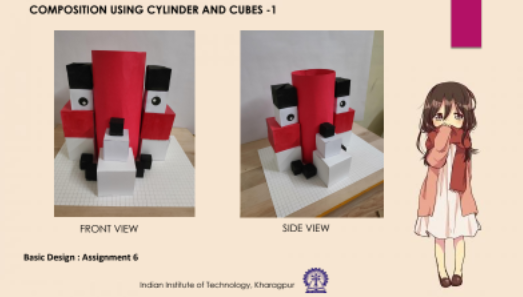 COMPOSITION USING CYLINDER AND CUBES -1
FRONT VIEW
SIDE VIEW
Basic Design : Assignment 6
Indian Institute of Technology, Kharagpur